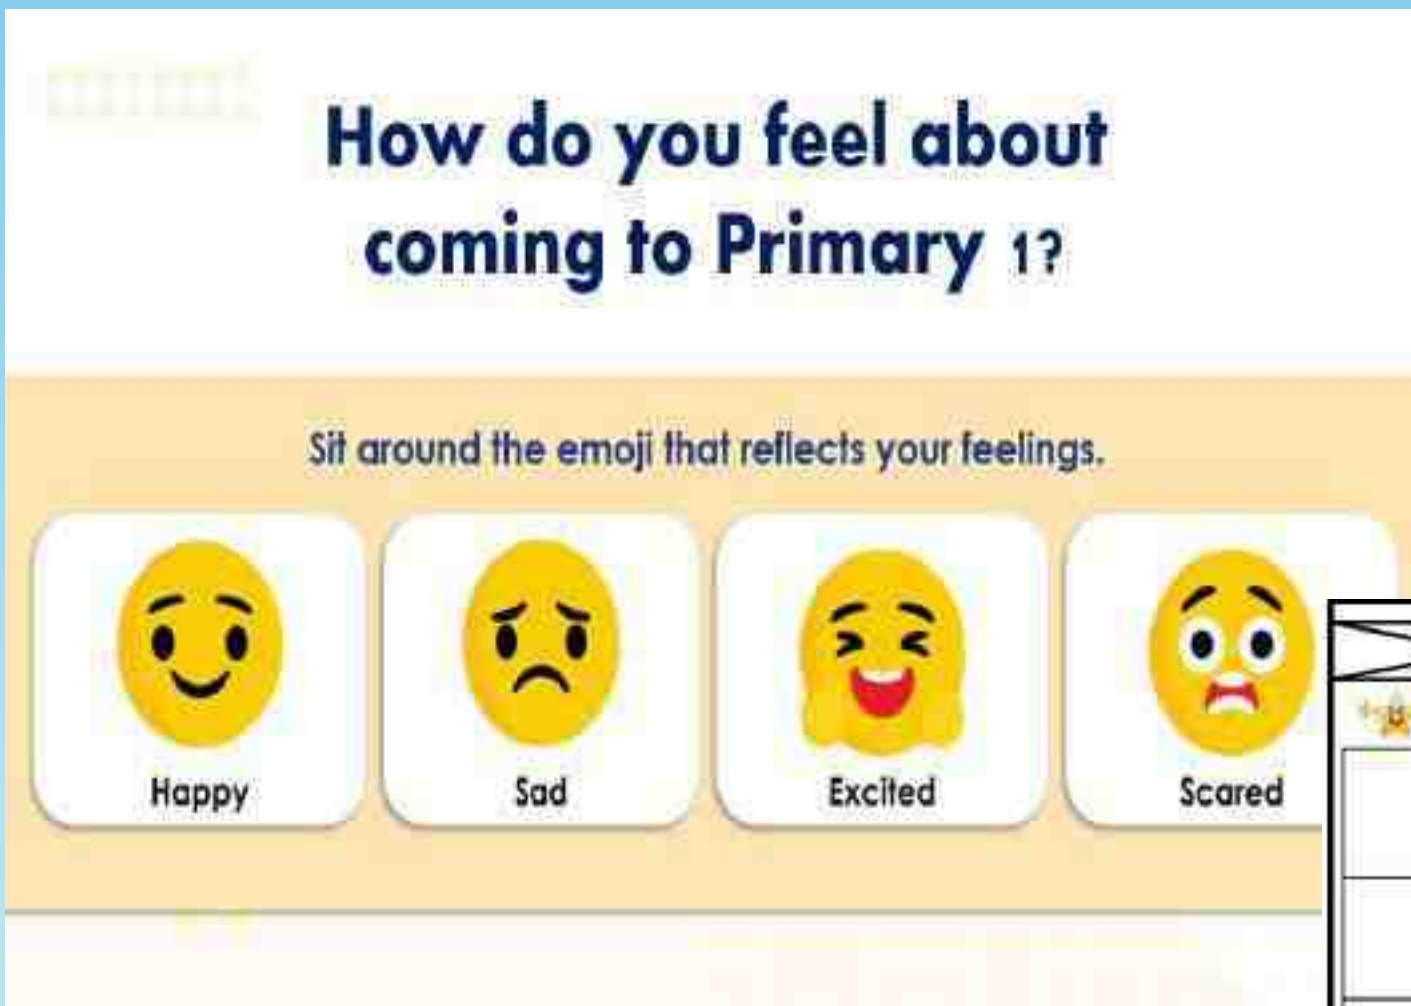 How do you feel about
coming to Primary 1?
Sit around the emoji that reflects your feelings.
Happy
Sad
Excited
Scared